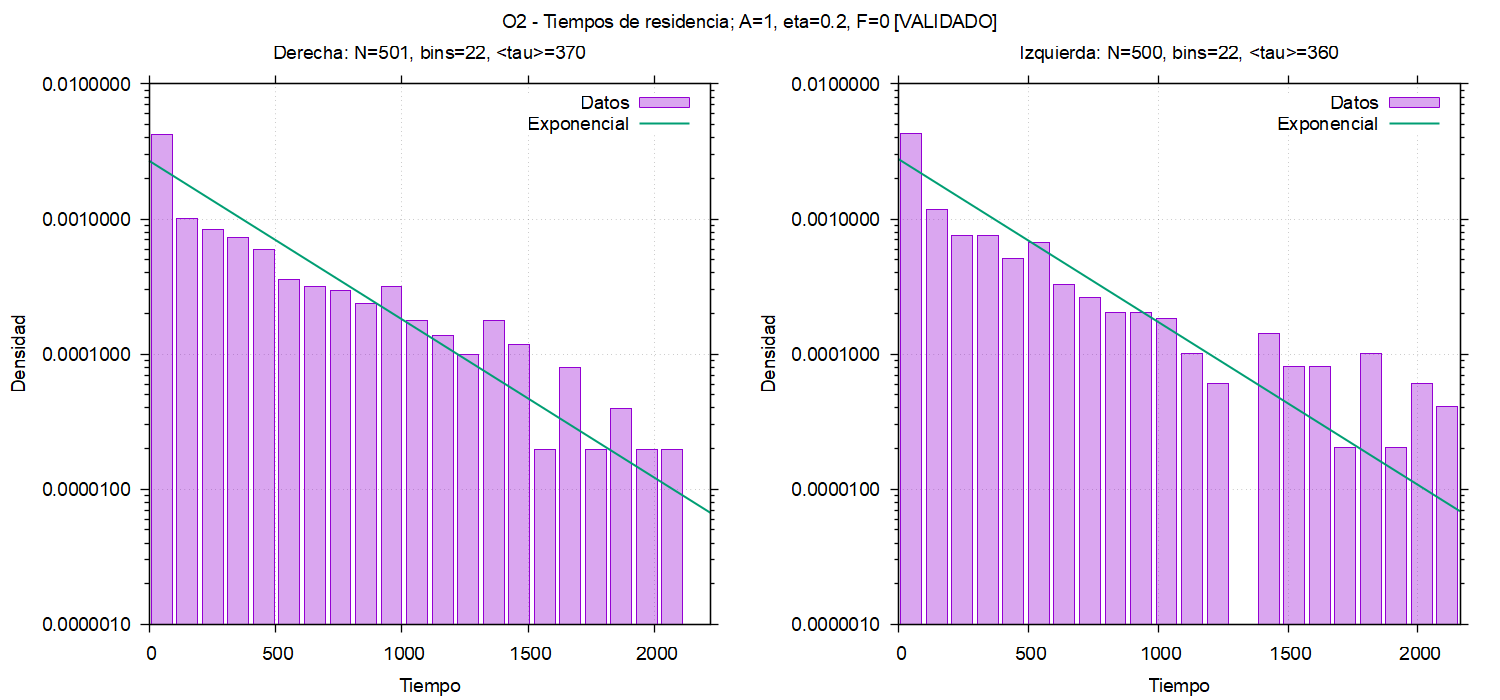 O2 - Tiempos de residencia; A=1, eta=0.2, F=0 [VALIDADO]
Derecha: N=501, bins=22, <tau>=370
0.0100000
0.0010000
0.0001000
0.0000100
0.0000010
Densidad
Datos
Exponencial
0 500 1000 1500 2000
Tiempo
Izquierda: N=500, bins=22, <tau>=360
0.0100000
0.0010000
0.0001000
0.0000100
0.0000010
Densidad
Datos
Exponencial
0 500 1000 1500 2000
Tiempo